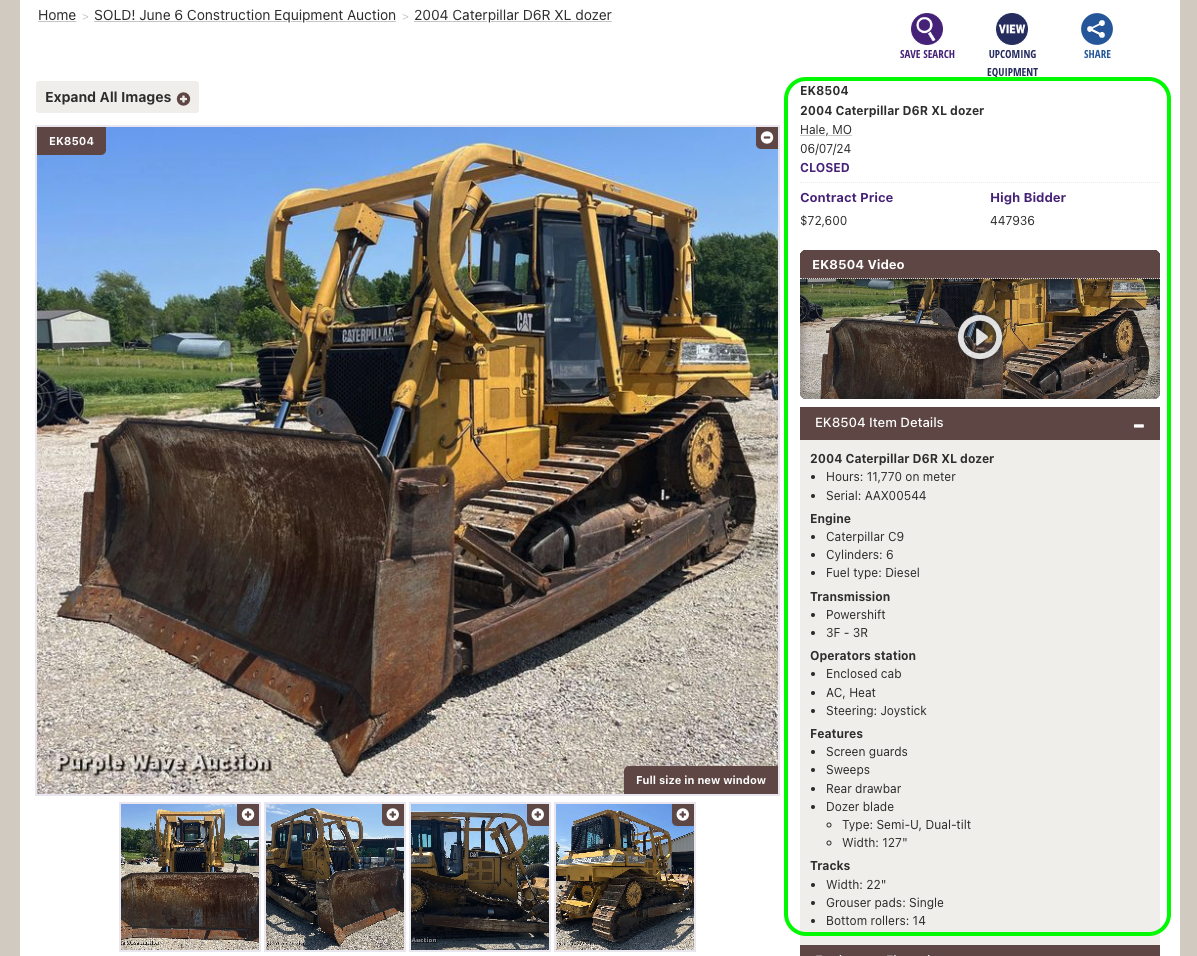 Home > SOLD! June 6 Construction Equipment Auction > 2004 Caterpillar D6R XL dozer
SAVE SEARCH
VIEW
UPCOMING
EQUIPMENT
SHARE
Expand All Images
EK8504
CATERPILLAR
CAT
Purple Wave Auction
Full size in new window
Auction
EK8504
2004 Caterpillar D6R XL dozer
Hale, MO
06/07/24
CLOSED
Contract Price High Bidder
$72,600 447936
EK8504 Video
EK8504 Item Details
2004 Caterpillar D6R XL dozer
• Hours: 11,770 on meter
• Serial: AAX00544
Engine
• Caterpillar C9
• Cylinders: 6
• Fuel type: Diesel
Transmission
• Powershift
• 3F - 3R
Operators station
• Enclosed cab
• AC, Heat
• Steering: Joystick
Features
• Screen guards
• Sweeps
• Rear drawbar
• Dozer blade
◦ Type: Semi-U, Dual-tilt
◦ Width: 127"
Tracks
• Width: 22"
• Grouser pads: Single
• Bottom rollers: 14